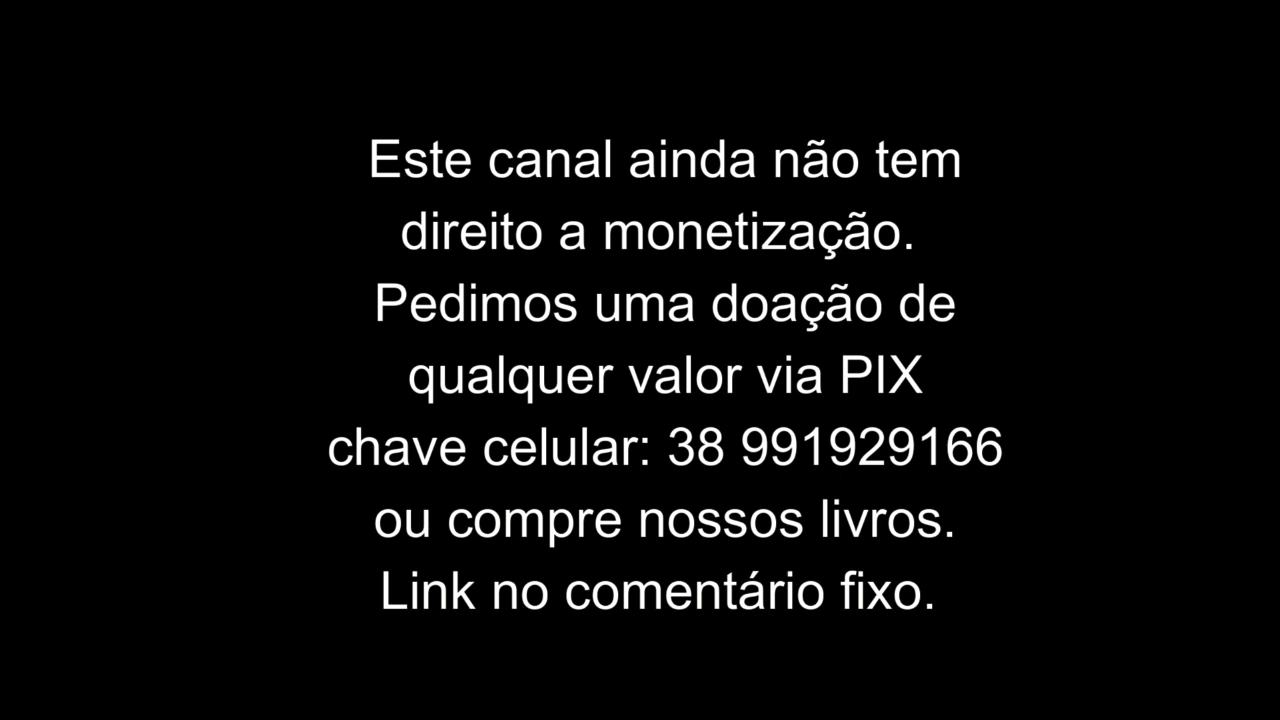 Este canal ainda não tem
direito a monetização.
Pedimos uma doação de
qualquer valor via PIX
chave celular: 38 991929166
ou compre nossos livros.
Link no comentário fixo.